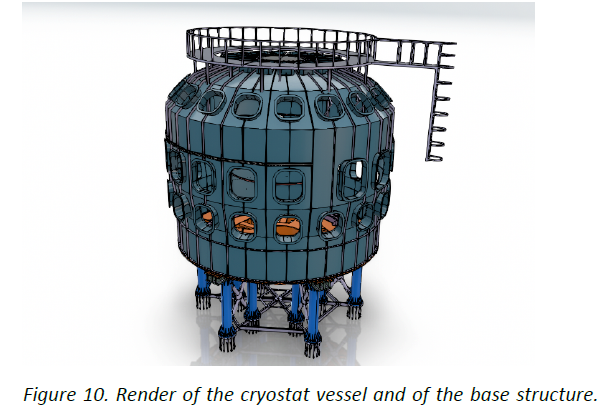 Figure 10. Render of the cryostat vessel and of the base structure.